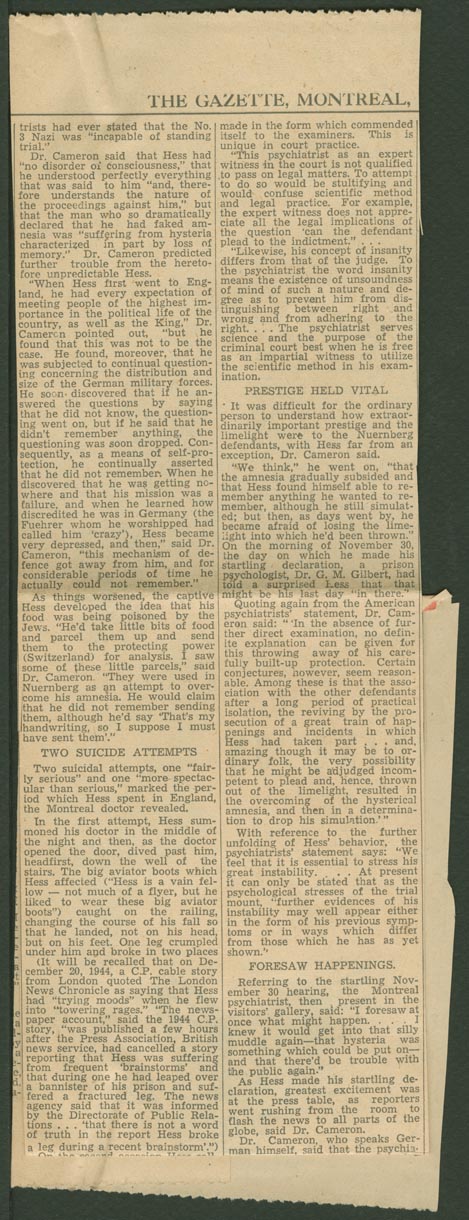 THE GAZETTE, MONTREAL,
trists had ever stated that the No.
3 Nazi was "incapable of standing
trial."
Dr. Cameron said that Hess had
"no disorder of consciousness," that
he understood perfectly everything
that was said to him "and, there-
fore understands the nature of
the proceedings against him," but
that the man who so dramatically
declared that he had faked am-
nesia was "suffering from hysteria
characterized in part by loss of
memory." Dr. Cameron predicted
further trouble from the hereto-
fore unpredictable Hess.
"When Hess first went to Eng-
land, he had every expectation of
meeting people of the highest im-
portance in the political life of the
country, as well as the King," Dr.
Cameron pointed out, "but he
found that this was not to be the
case. He found, moreover, that he
was subjected to continual question-
ing concerning the distribution and
size of the German military forces.
He soon discovered that if he an-
swered the questions by saying
that he did not know, the question-
ing went on, but if he said that he
didn't remember anything, the
questioning was soon dropped. Con-
sequently, as a means of self-pro-
tection, he continually asserted
that he did not remember. When he
discovered that he was getting no-
where and that his mission was a
failure, and when he learned how
discredited he was in Germany (the
Fuehrer whom he worshipped had
called him 'crazy'), Hess became
very depressed, and then," said Dr.
Cameron, "this mechanism of de-
fence got away from him, and for
considerable periods of time he
actually could not remember."
As things worsened, the captive
Hess developed the idea that his
food was being poisoned by the
Jews. "He'd take little bits of food
and parcel them up and send
them to the protecting power
(Switzerland) for analysis. I saw
some of these little parcels," said
Dr. Cameron. "They were used in
Nuernberg as an attempt to over-
come his amnesia. He would claim
that he did not remember sending
them, although he'd say 'That's my
handwriting, so I suppose I must
have sent them'."
TWO SUICIDE ATTEMPTS
Two suicidal attempts, one "fair-
ly serious" and one "more spectac-
ular than serious," marked the per-
iod which Hess spent in England,
the Montreal doctor revealed.
In the first attempt, Hess sum-
moned his doctor in the middle of
the night and then, as the doctor
opened the door, dived past him,
headfirst, down the well of the
stairs. The big aviator boots which
Hess affected ("Hess is a vain fel-
low — not much of a flyer, but he
liked to wear these big aviator
boots") caught on the railing,
changing the course of his fall so
that he landed, not on his head,
but on his feet. One leg crumpled
under him and broke in two places
(It will be recalled that on De-
cember 20, 1944, a C.P. cable story
from London quoted The London
News Chronicle as saying that Hess
had "trying moods" when he flew
into "towering rages." "The news-
paper account," said the 1944 C.P.
story, "was published a few hours
after the Press Association, British
news service, had cancelled a story
reporting that Hess was suffering
from frequent 'brainstorms' and
that during one he had leaped over
a bannister of his prison and suf-
fered a fractured leg. The news
agency said that it was informed
by the Directorate of Public Rela-
tions . . . 'that there is not a word
of truth in the report Hess broke
a leg during a recent brainstorm'.")
made in the form which commended
itself to the examiners. This is
unique in court practice.
"This psychiatrist as an expert
witness in the court is not qualified
to pass on legal matters. To attempt
to do so would be stultifying and
would confuse scientific method
and legal practice. For example,
the expert witness does not appre-
ciate all the legal implications of
the question 'can the defendant
plead to the indictment.'" . . .
"Likewise, his concept of insanity
differs from that of the judge. To
the psychiatrist the word insanity
means the existence of unsoundness
of mind of such a nature and de-
gree as to prevent him from dis-
tinguishing between right and
wrong and from adhering to the
right. . . . The psychiatrist serves
science and the purpose of the
criminal court best when he is free
as an impartial witness to utilize
the scientific method in his exam-
ination.
PRESTIGE HELD VITAL
It was difficult for the ordinary
person to understand how extraor-
dinarily important prestige and the
limelight were to the Nuernberg
defendants, with Hess far from an
exception, Dr. Cameron said.
"We think," he went on, "that
the amnesia gradually subsided and
that Hess found himself able to re-
member anything he wanted to re-
member, although he still simulat-
ed; but then, as days went by, he
became afraid of losing the lime-
light into which he'd been thrown."
On the morning of November 30,
the day on which he made his
startling declaration, a prison
psychologist, Dr. G. M. Gilbert, had
told a surprised Less that that
might be his last day "in there."
Quoting again from the American
psychiatrists' statement, Dr. Cam-
eron said: "'In the absence of fur-
ther direct examination, no defin-
ite explanation can be given for
this throwing away of his care-
fully built-up protection. Certain
conjectures, however, seem reason-
able. Among these is that the asso-
ciation with the other defendants
after a long period of practical
isolation, the reviving by the pro-
secution of a great train of hap-
penings and incidents in which
Hess had taken part . . . and,
amazing though it may be to or-
dinary folk, the very possibility
that he might be adjudged incom-
petent to plead and, hence, thrown
out of the limelight, resulted in
the overcoming of the hysterical
amnesia, and then in a determina-
tion to drop his simulation.'"
With reference to the further
unfolding of Hess' behavior, the
psychiatrists' statement says: "We
feel that it is essential to stress his
great instability. . . . At present
it can only be stated that as the
psychological stresses of the trial
mount, "further evidences of his
instability may well appear either
in the form of his previous symp-
toms or in ways which differ
from those which he has as yet
shown.'
FORESAW HAPPENINGS.
Referring to the startling Nov-
ember 30 hearing, the Montreal
psychiatrist, then present in the
visitors' gallery, said: "I foresaw at
once what might happen. . . . I
knew it would get into that silly
muddle again—that hysteria was
something which could be put on—
and that there'd be trouble with
the public again."
As Hess made his startling de-
claration, greatest excitement was
at the press table, as reporters
went rushing from the room to
flash the news to all parts of the
globe, said Dr. Cameron.
Dr. Cameron, who speaks Ger-
man himself, said that the psychia-